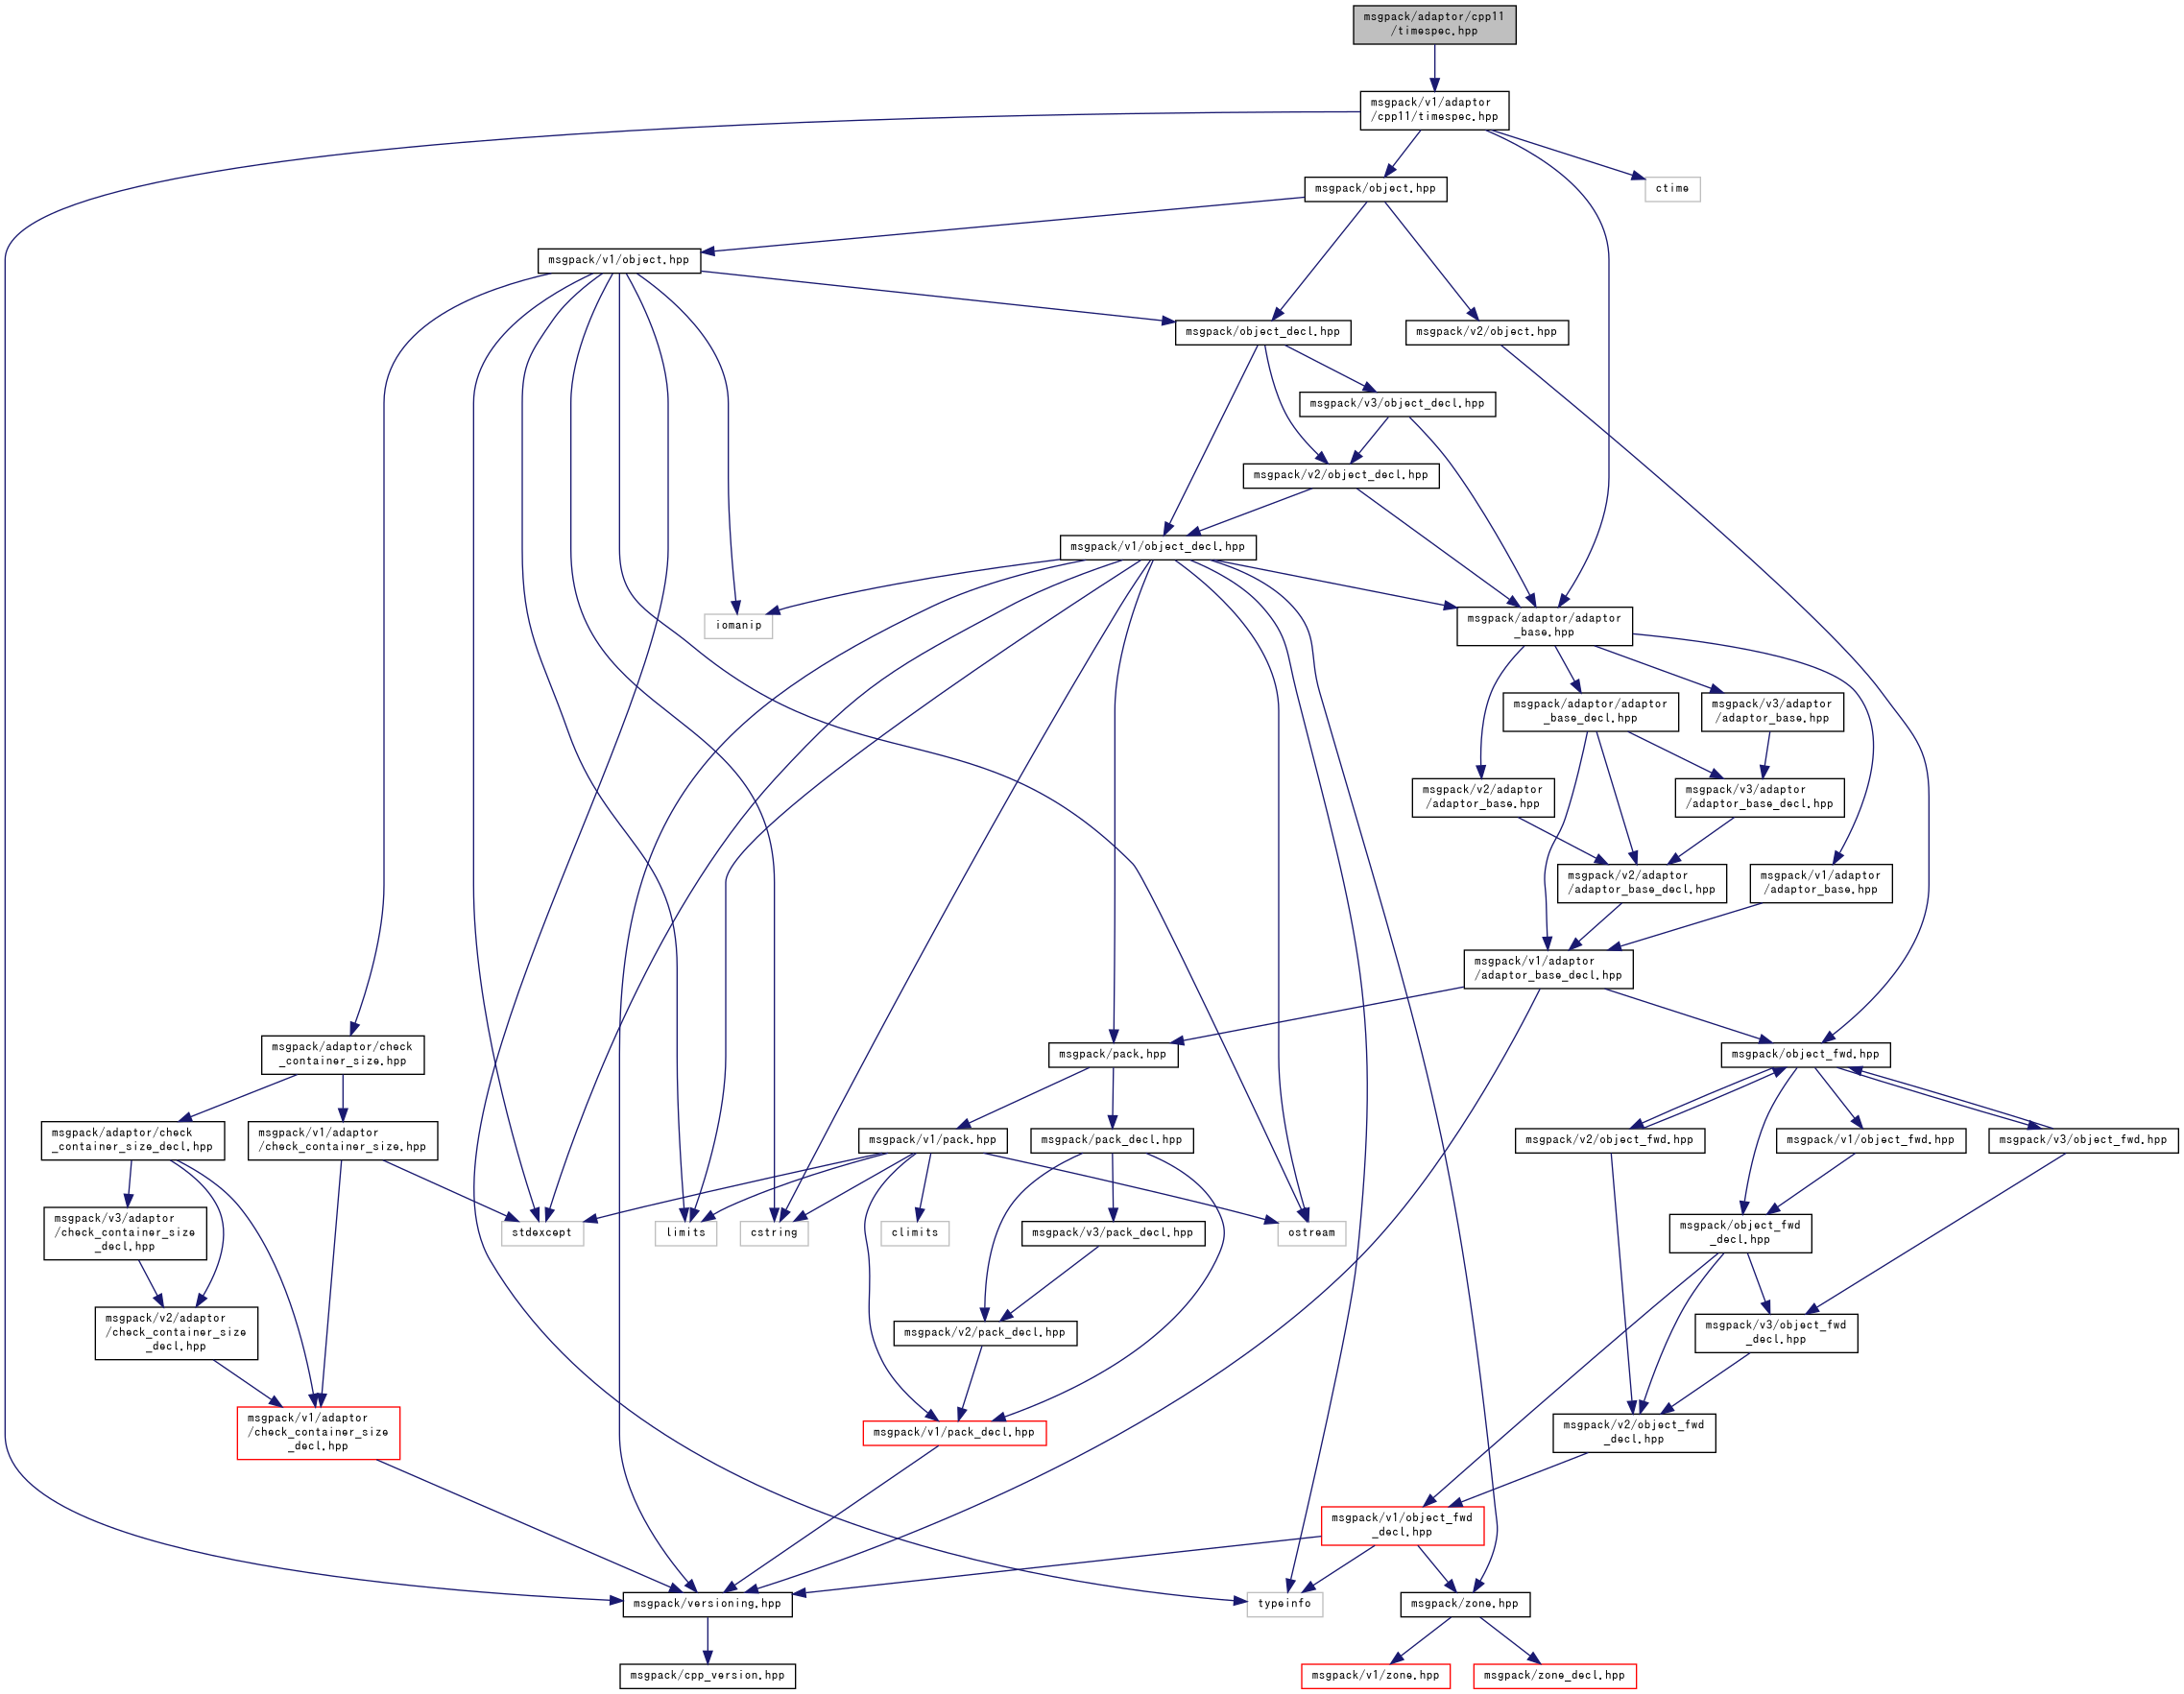 msgpack/adaptor/cpp11
/timespec.hpp
msgpack/v1/adaptor
/cpp11/timespec.hpp
msgpack/object.hpp
ctime
msgpack/v1/object.hpp
msgpack/object_decl.hpp
msgpack/v2/object.hpp
msgpack/v3/object_decl.hpp
msgpack/v2/object_decl.hpp
msgpack/v1/object_decl.hpp
iomanip
msgpack/adaptor/adaptor
_base.hpp
msgpack/adaptor/adaptor
_base_decl.hpp
msgpack/v3/adaptor
/adaptor_base.hpp
msgpack/v2/adaptor
/adaptor_base.hpp
msgpack/v3/adaptor
/adaptor_base_decl.hpp
msgpack/v2/adaptor
/adaptor_base_decl.hpp
msgpack/v1/adaptor
/adaptor_base.hpp
msgpack/v1/adaptor
/adaptor_base_decl.hpp
msgpack/adaptor/check
_container_size.hpp
msgpack/pack.hpp
msgpack/object_fwd.hpp
msgpack/adaptor/check
_container_size_decl.hpp
msgpack/v1/adaptor
/check_container_size.hpp
msgpack/v1/pack.hpp
msgpack/pack_decl.hpp
msgpack/v2/object_fwd.hpp
msgpack/v1/object_fwd.hpp
msgpack/v3/object_fwd.hpp
msgpack/v3/adaptor
/check_container_size
_decl.hpp
stdexcept
limits
cstring
climits
msgpack/v3/pack_decl.hpp
ostream
msgpack/object_fwd
_decl.hpp
msgpack/v2/adaptor
/check_container_size
_decl.hpp
msgpack/v2/pack_decl.hpp
msgpack/v3/object_fwd
_decl.hpp
msgpack/v1/adaptor
/check_container_size
_decl.hpp
msgpack/v1/pack_decl.hpp
msgpack/v2/object_fwd
_decl.hpp
msgpack/v1/object_fwd
_decl.hpp
msgpack/versioning.hpp
typeinfo
msgpack/zone.hpp
msgpack/cpp_version.hpp
msgpack/v1/zone.hpp
msgpack/zone_decl.hpp